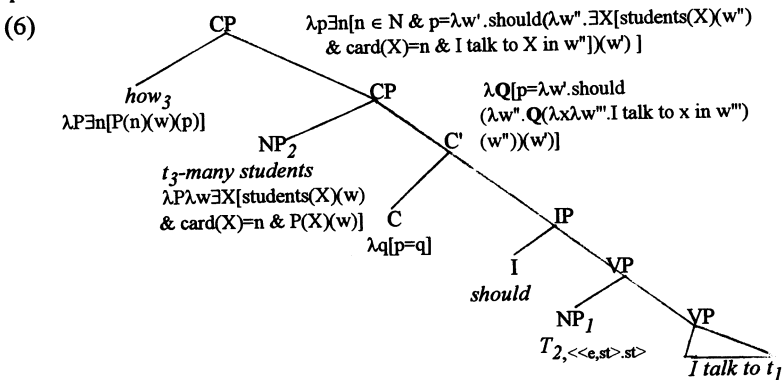 (6)
CP λp∃n[n ∈ N & p=λw'.should(λw".∃X[students(X)(w")
& card(X)=n & I talk to X in w"])(w') ]
how3
λP∃n[P(n)(w)(p)]
CP λQ[p=λw'.should
(λw".Q(λxλw'".I talk to x in w'")
(w"))(w')]
NP2
t3-many students
λPλw∃X[students(X)(w)
& card(X)=n & P(X)(w)]
C'
C
λq[p=q]
IP
I
should
VP
NP1
T2,<<e,st>.st>
VP
I talk to t1